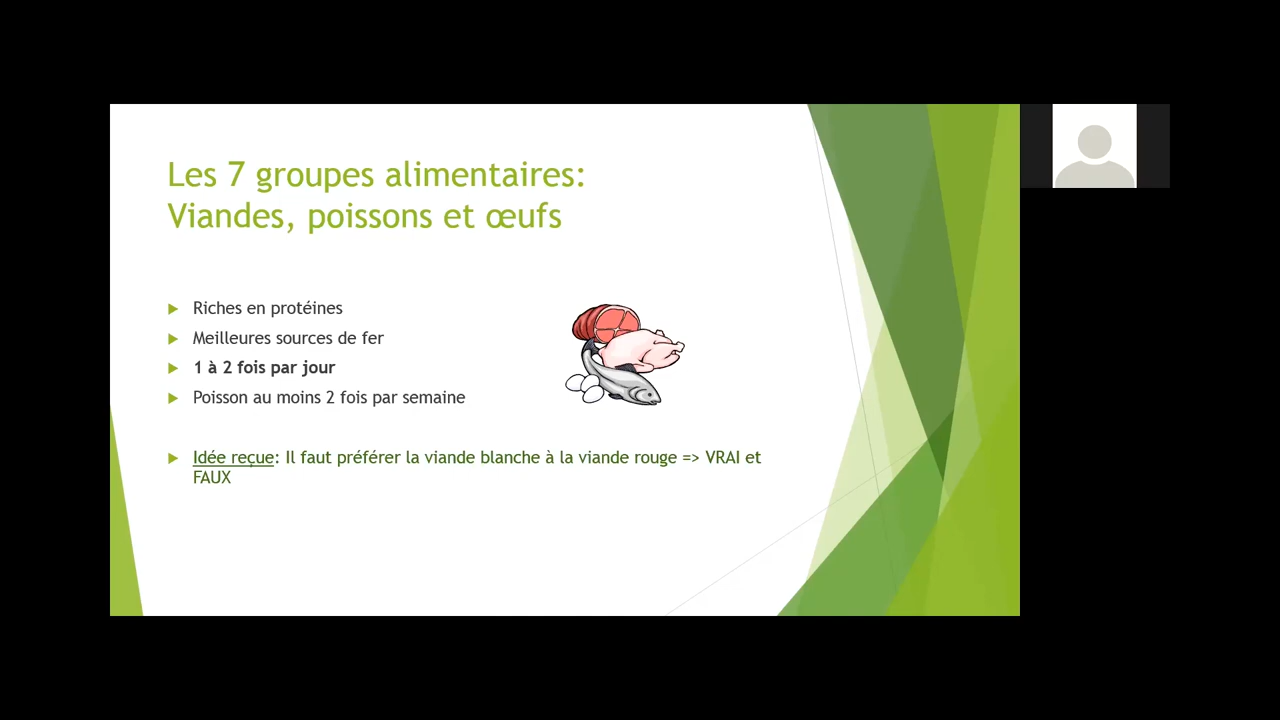 Les 7 groupes alimentaires:
Viandes, poissons et œufs
Riches en protéines
Meilleures sources de fer
1 à 2 fois par jour
Poisson au moins 2 fois par semaine
Idée reçue: Il faut préférer la viande blanche à la viande rouge => VRAI et
FAUX